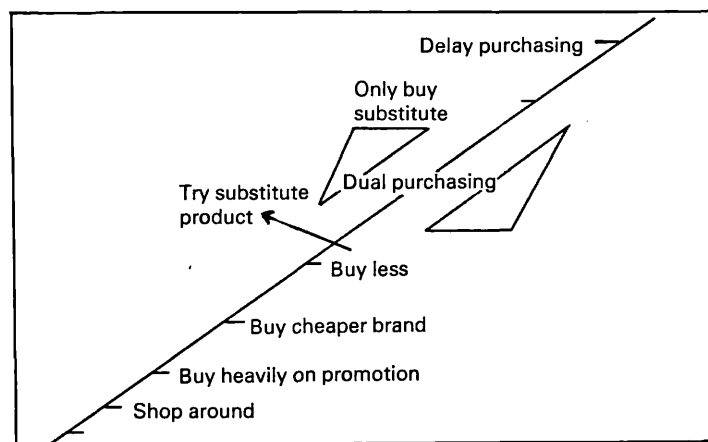 Delay purchasing
Only buy
substitute
Dual purchasing
Try substitute
product
Buy less
Buy cheaper brand
Buy heavily on promotion
Shop around